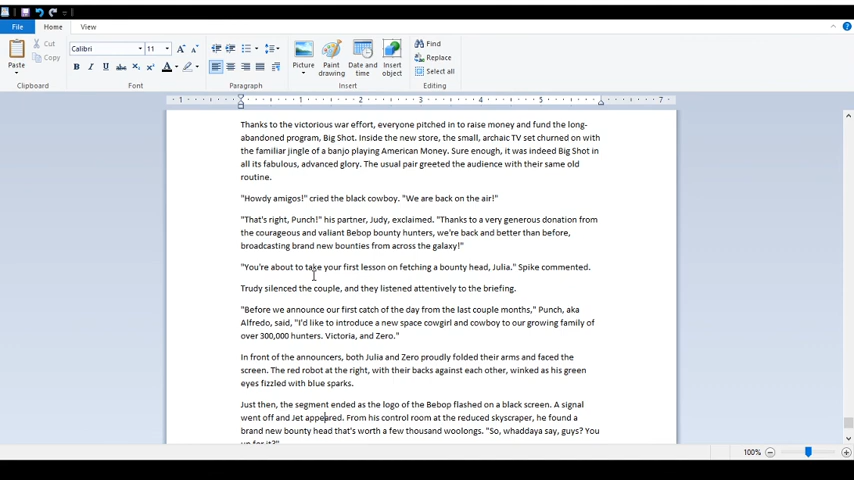 File Home View
Cut
Copy
Paste
Clipboard
Calibri 11
Font
Paragraph
Picture
Paint drawing
Date and time
Insert object
Insert
Find
Replace
Select all
Editing
1 1 2 3 4 5 7
Thanks to the victorious war effort, everyone pitched in to raise money and fund the long-
abandoned program, Big Shot. Inside the new store, the small, archaic TV set churned on with
the familiar jingle of a banjo playing American Money. Sure enough, it was indeed Big Shot in
all its fabulous, advanced glory. The usual pair greeted the audience with their same old
routine.
"Howdy amigos!" cried the black cowboy. "We are back on the air!"
"That's right, Punch!" his partner, Judy, exclaimed. "Thanks to a very generous donation from
the courageous and valiant Bebop bounty hunters, we're back and better than before,
broadcasting brand new bounties from across the galaxy!"
"You're about to take your first lesson on fetching a bounty head, Julia." Spike commented.
Trudy silenced the couple, and they listened attentively to the briefing.
"Before we announce our first catch of the day from the last couple months," Punch, aka
Alfredo, said, "I'd like to introduce a new space cowgirl and cowboy to our growing family of
over 300,000 hunters. Victoria, and Zero."
In front of the announcers, both Julia and Zero proudly folded their arms and faced the
screen. The red robot at the right, with their backs against each other, winked as his green
eyes fizzled with blue sparks.
Just then, the segment ended as the logo of the Bebop flashed on a black screen. A signal
went off and Jet appeared. From his control room at the reduced skyscraper, he found a
brand new bounty head that's worth a few thousand woolongs. "So, whaddaya say, guys? You
up for it?"
100%